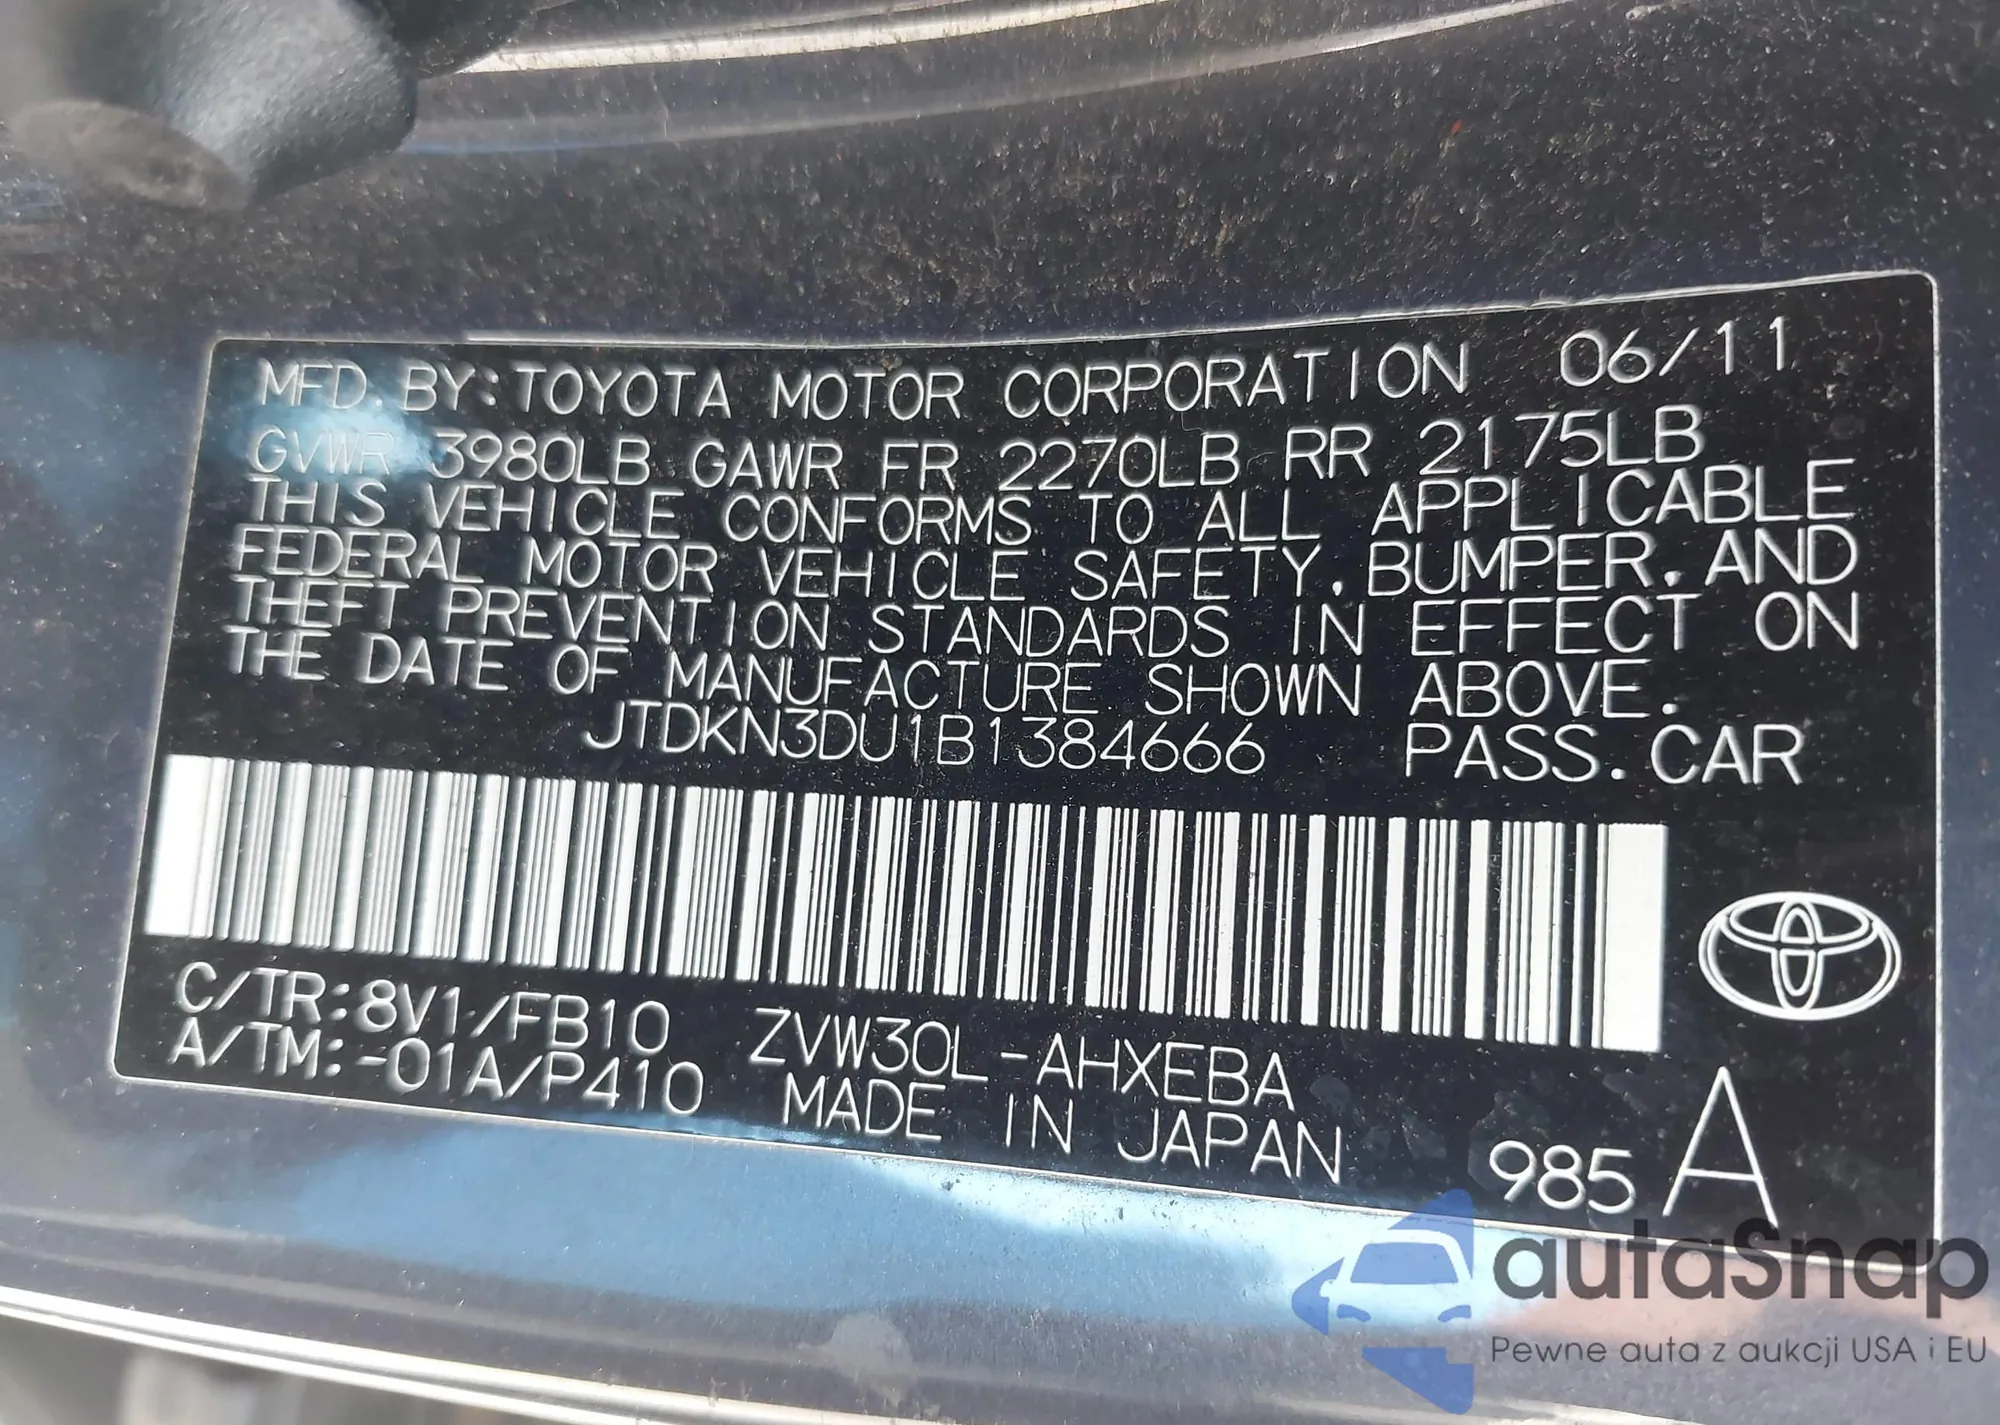 MFD. BY: TOYOTA MOTOR CORPORATION 06/11
GVWR 3980LB GAWR FR 2270LB RR 2175LB
THIS VEHICLE CONFORMS TO ALL APPLICABLE
FEDERAL MOTOR VEHICLE SAFETY, BUMPER, AND
THEFT PREVENTION STANDARDS IN EFFECT ON
THE DATE OF MANUFACTURE SHOWN ABOVE.
JTDKN3DU1B1384666 PASS. CAR
C/TR: 8V1 /FB10 ZVW30L -AHXEBA
A/TM: -01A/P410 MADE IN JAPAN
985 A
autoSnap
Pewne auta z aukcji USA i EU